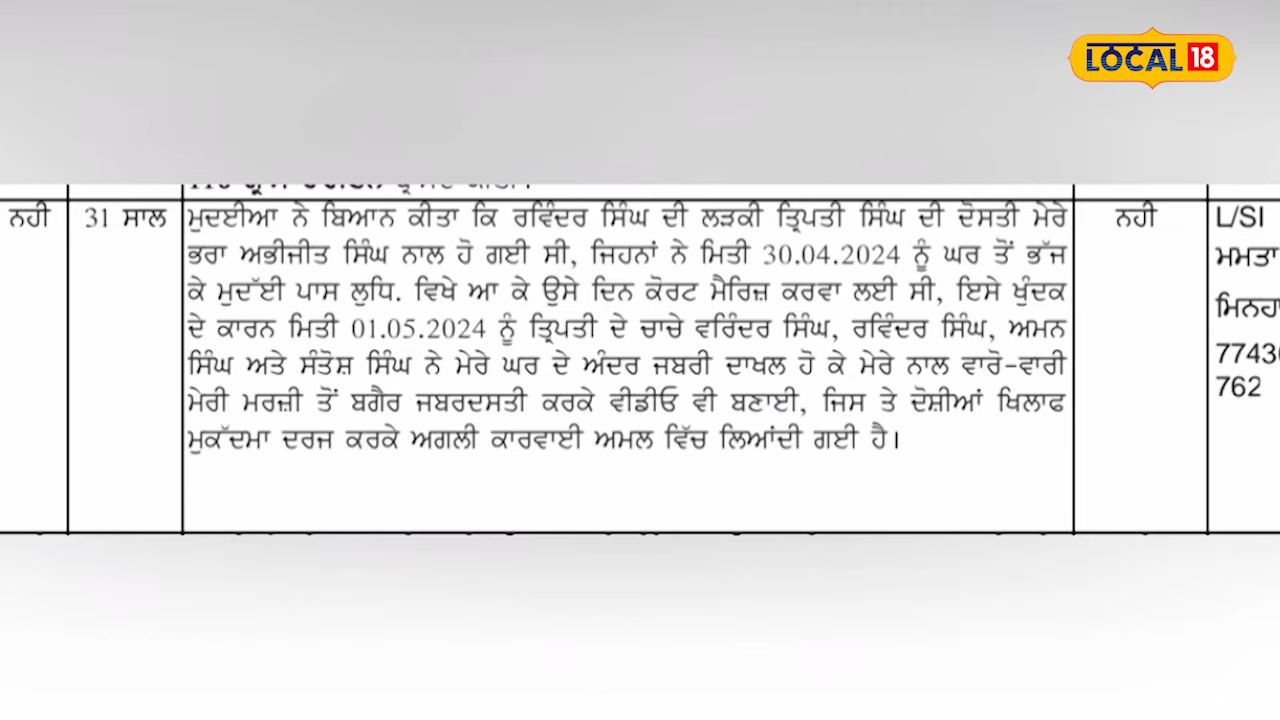 LOCAL 18
ਨਹੀ
31 ਸਾਲ
ਮੁਦਈਆ ਨੇ ਬਿਆਨ ਕੀਤਾ ਕਿ ਰਵਿੰਦਰ ਸਿੰਘ ਦੀ ਲੜਕੀ ਤ੍ਰਿਪਤੀ ਸਿੰਘ ਦੀ ਦੋਸਤੀ ਮੇਰੇ
ਭਰਾ ਅਭੀਜੀਤ ਸਿੰਘ ਨਾਲ ਹੋ ਗਈ ਸੀ, ਜਿਹਨਾਂ ਨੇ ਮਿਤੀ 30.04.2024 ਨੂੰ ਘਰ ਤੋਂ ਭੱਜ
ਕੇ ਮੁਦੱਈ ਪਾਸ ਲੁਧਿ. ਵਿਖੇ ਆ ਕੇ ਉਸੇ ਦਿਨ ਕੋਰਟ ਮੈਰਿਜ਼ ਕਰਵਾ ਲਈ ਸੀ, ਇਸੇ ਖੁੰਦਕ
ਦੇ ਕਾਰਨ ਮਿਤੀ 01.05.2024 ਨੂੰ ਤ੍ਰਿਪਤੀ ਦੇ ਚਾਚੇ ਵਰਿੰਦਰ ਸਿੰਘ, ਰਵਿੰਦਰ ਸਿੰਘ, ਅਮਨ
ਸਿੰਘ ਅਤੇ ਸੰਤੋਸ਼ ਸਿੰਘ ਨੇ ਮੇਰੇ ਘਰ ਦੇ ਅੰਦਰ ਜਬਰੀ ਦਾਖਲ ਹੋ ਕੇ ਮੇਰੇ ਨਾਲ ਵਾਰੋ-ਵਾਰੀ
ਮੇਰੀ ਮਰਜ਼ੀ ਤੋਂ ਬਗੈਰ ਜਬਰਦਸਤੀ ਕਰਕੇ ਵੀਡੀਓ ਵੀ ਬਣਾਈ, ਜਿਸ ਤੇ ਦੋਸ਼ੀਆਂ ਖਿਲਾਫ
ਮੁਕੱਦਮਾ ਦਰਜ ਕਰਕੇ ਅਗਲੀ ਕਾਰਵਾਈ ਅਮਲ ਵਿੱਚ ਲਿਆਂਦੀ ਗਈ ਹੈ।
ਨਹੀ
L/SI
ਮਮਤਾ
7743
762